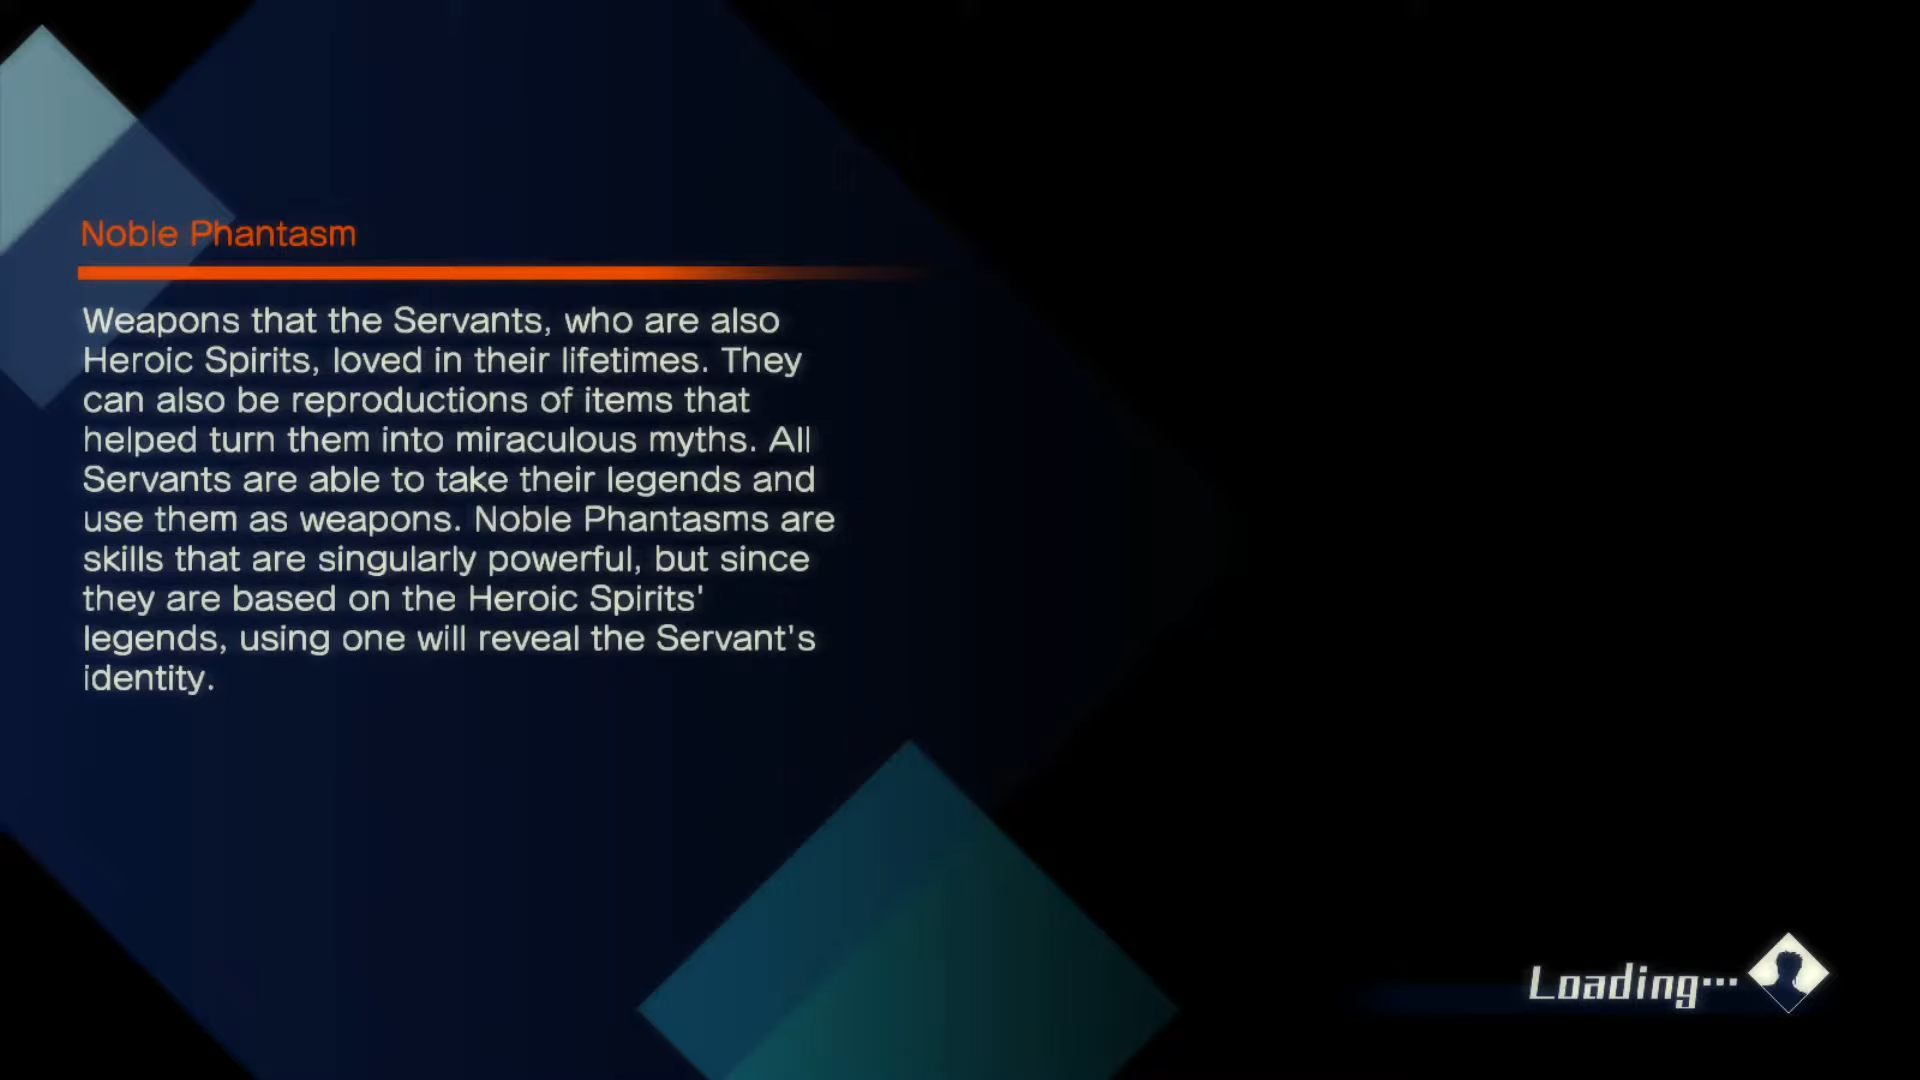 Noble Phantasm
Weapons that the Servants, who are also
Heroic Spirits, loved in their lifetimes. They
can also be reproductions of items that
helped turn them into miraculous myths. All
Servants are able to take their legends and
use them as weapons. Noble Phantasms are
skills that are singularly powerful, but since
they are based on the Heroic Spirits'
legends, using one will reveal the Servant's
identity.
Loading...